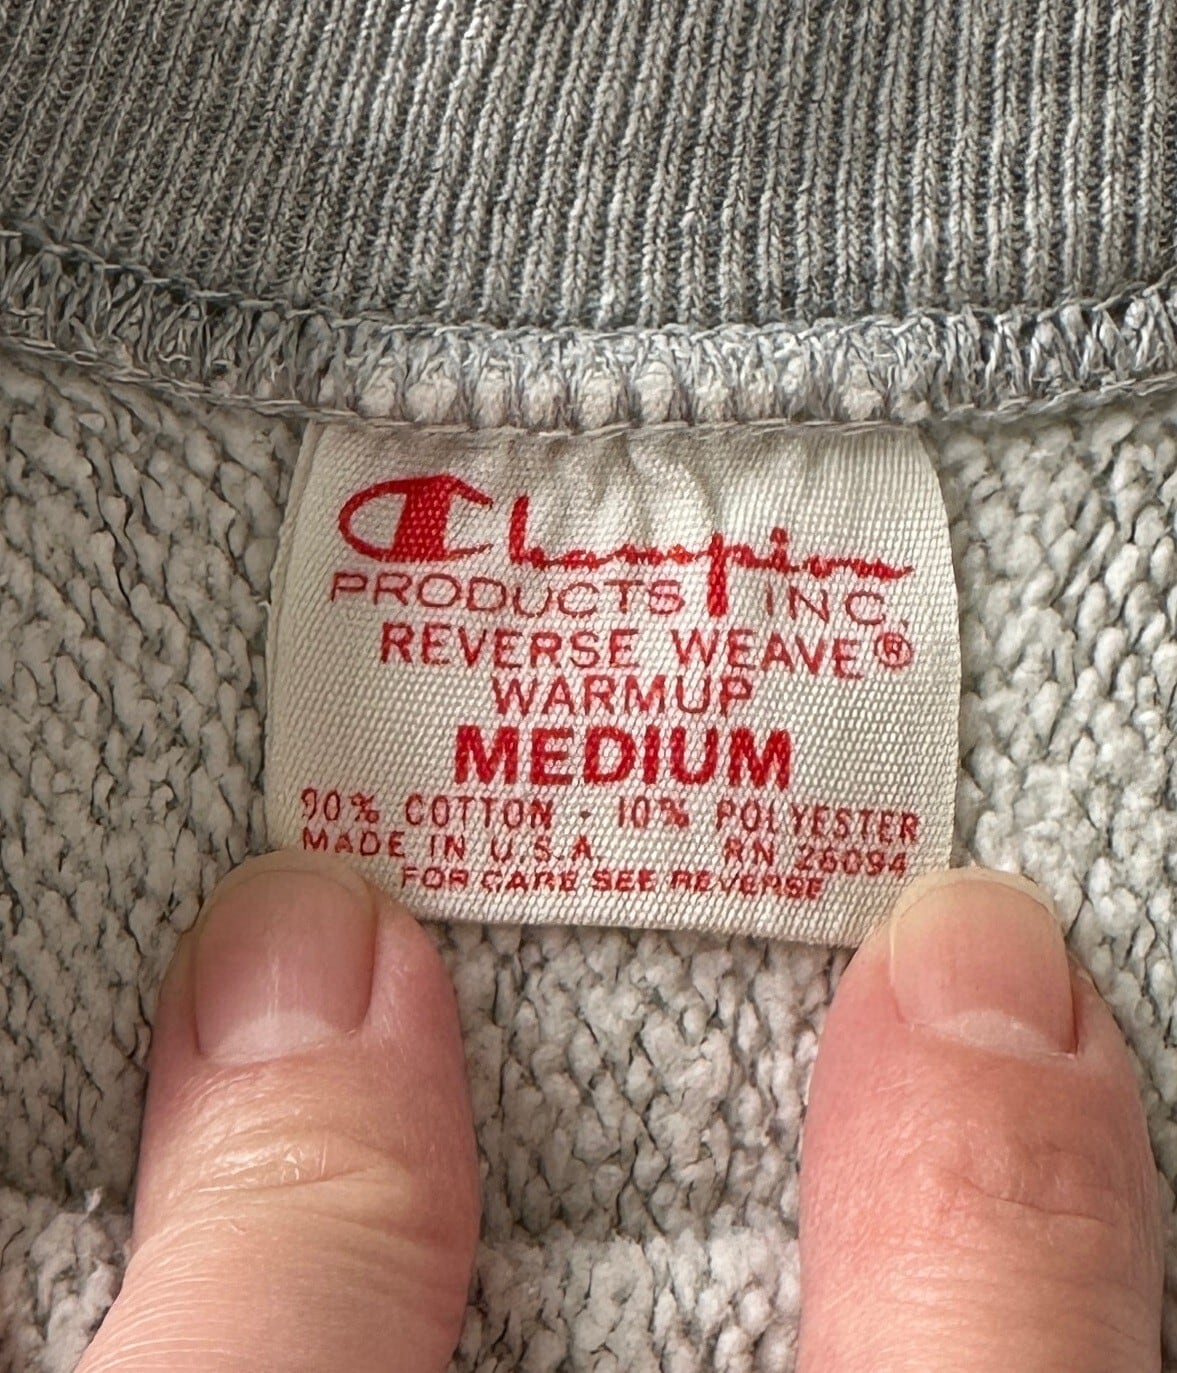 Champion
PRODUCTS INC.
REVERSE WEAVE®
WARMUP
MEDIUM
90% COTTON · 10% POLYESTER
MADE IN U.S.A. RN 26094
FOR CARE SEE REVERSE